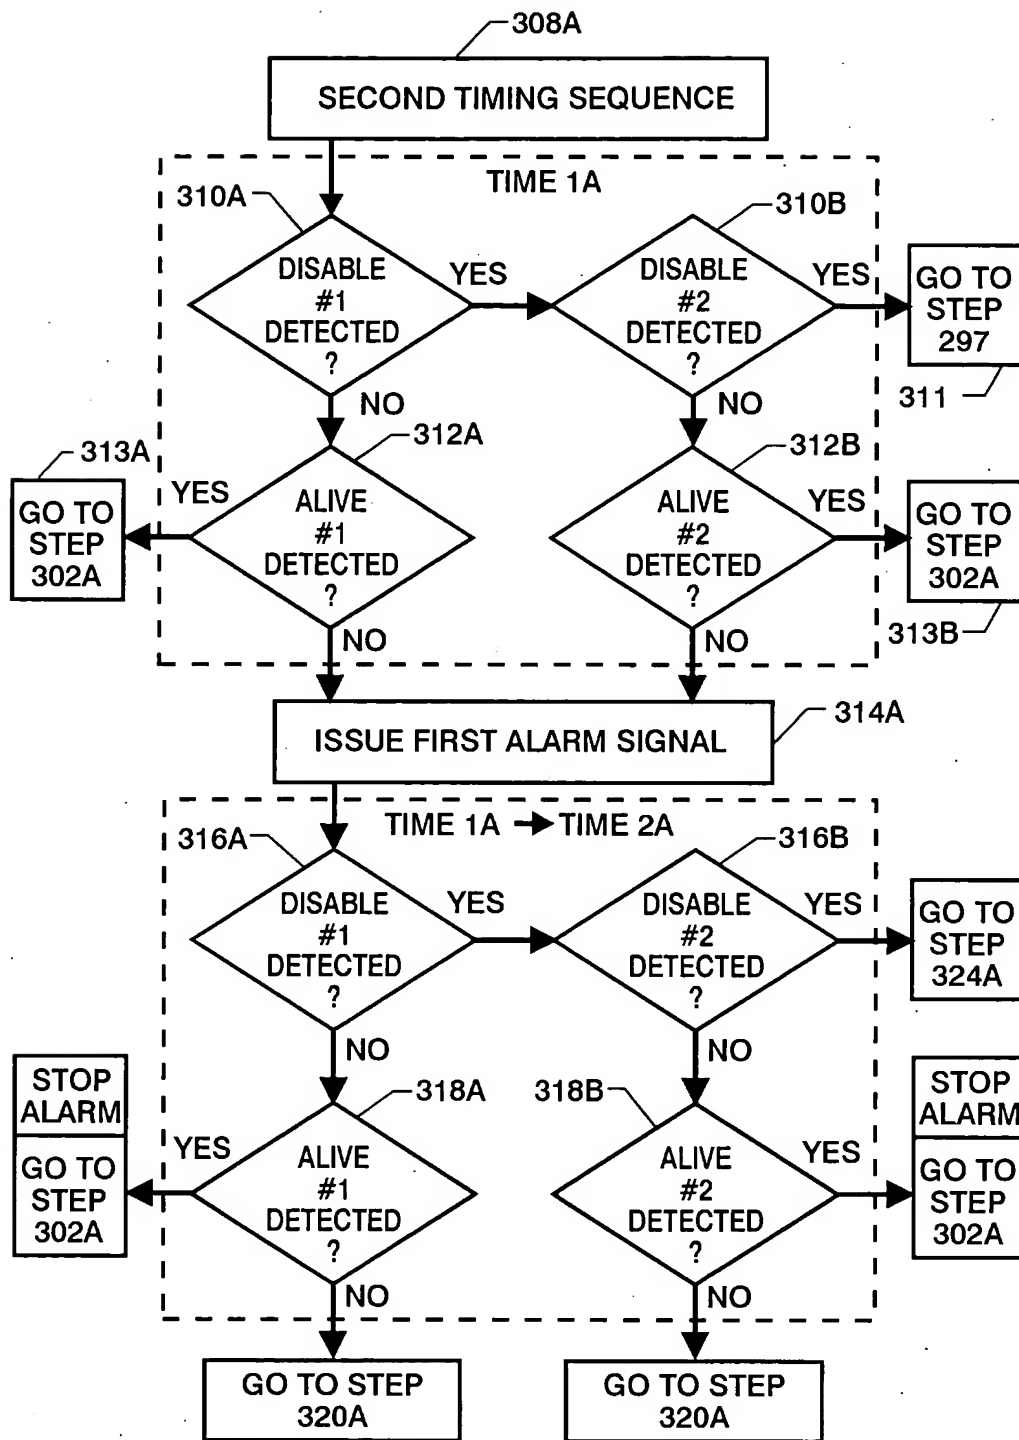 308A
SECOND TIMING SEQUENCE
TIME 1A
310A
310B
DISABLE
#1
DETECTED
?
YES
DISABLE
#2
DETECTED
?
YES
GO TO
STEP
297
311
NO
NO
313A
312A
312B
GO TO
STEP
302A
YES
ALIVE
#1
DETECTED
?
ALIVE
#2
DETECTED
?
YES
GO TO
STEP
302A
313B
NO
NO
314A
ISSUE FIRST ALARM SIGNAL
TIME 1A → TIME 2A
316A
316B
DISABLE
#1
DETECTED
?
YES
DISABLE
#2
DETECTED
?
YES
GO TO
STEP
324A
NO
NO
STOP
ALARM
GO TO
STEP
302A
YES
318A
ALIVE
#1
DETECTED
?
318B
ALIVE
#2
DETECTED
?
YES
STOP
ALARM
GO TO
STEP
302A
NO
NO
GO TO STEP
320A
GO TO STEP
320A